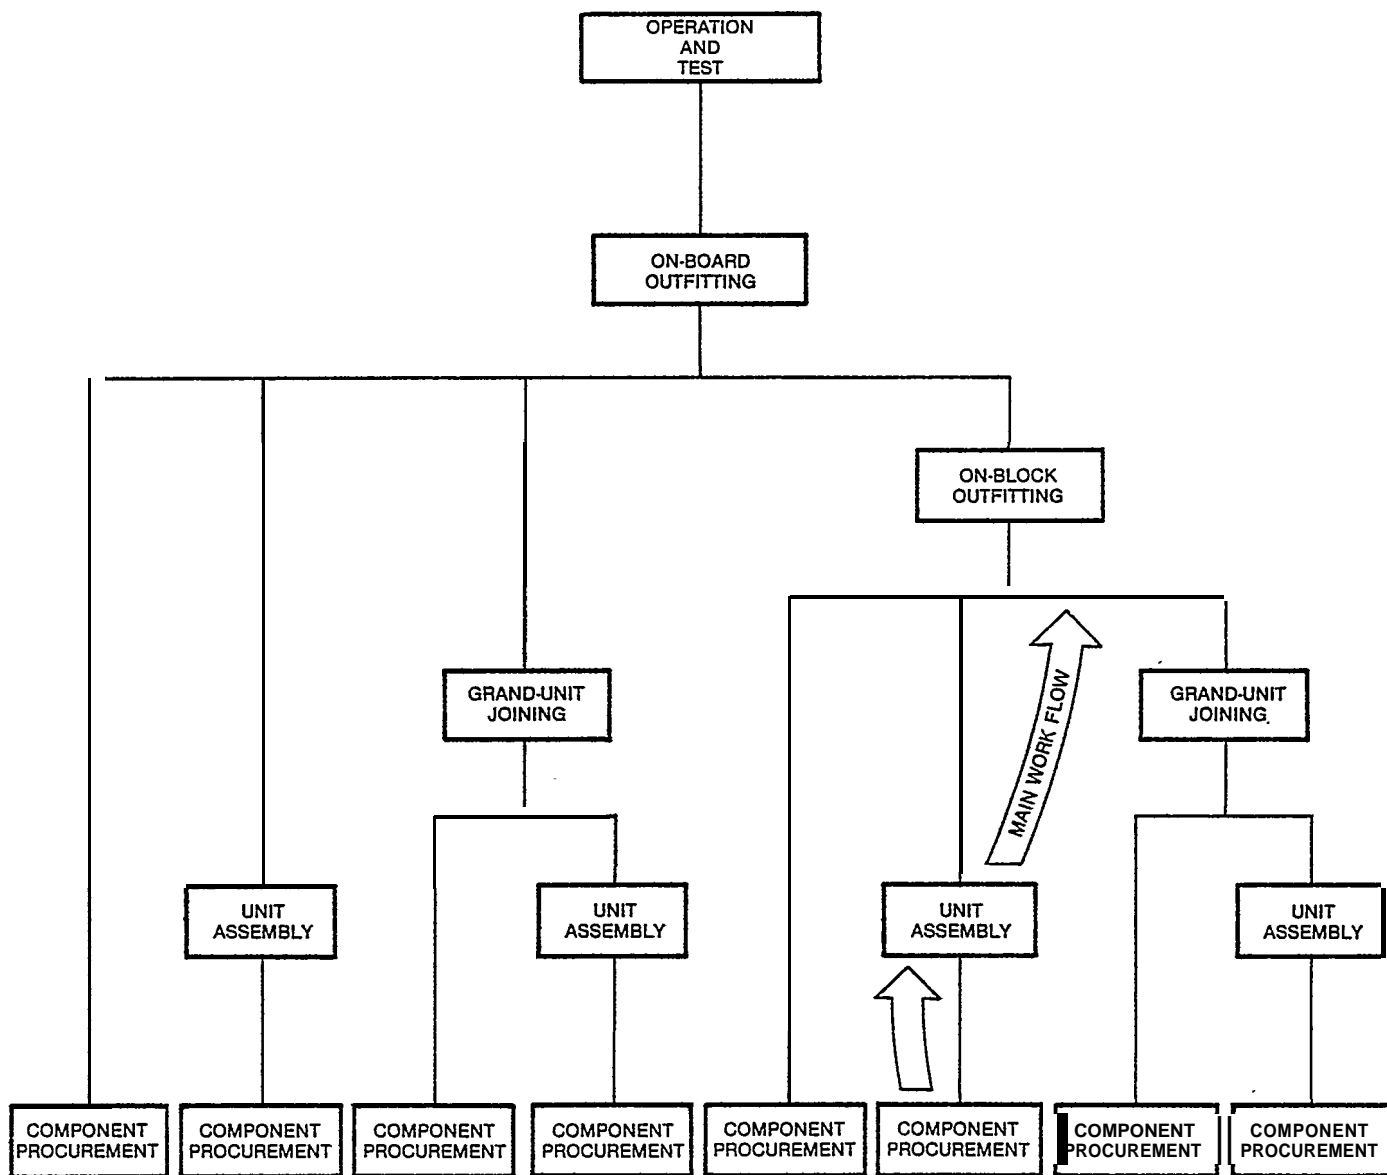 OPERATION
AND
TEST
ON-BOARD
OUTFITTING
ON-BLOCK
OUTFITTING
GRAND-UNIT
JOINING
MAIN WORK FLOW
GRAND-UNIT
JOINING
UNIT
ASSEMBLY
UNIT
ASSEMBLY
UNIT
ASSEMBLY
UNIT
ASSEMBLY
COMPONENT
PROCUREMENT
COMPONENT
PROCUREMENT
COMPONENT
PROCUREMENT
COMPONENT
PROCUREMENT
COMPONENT
PROCUREMENT
COMPONENT
PROCUREMENT
COMPONENT
PROCUREMENT
COMPONENT
PROCUREMENT